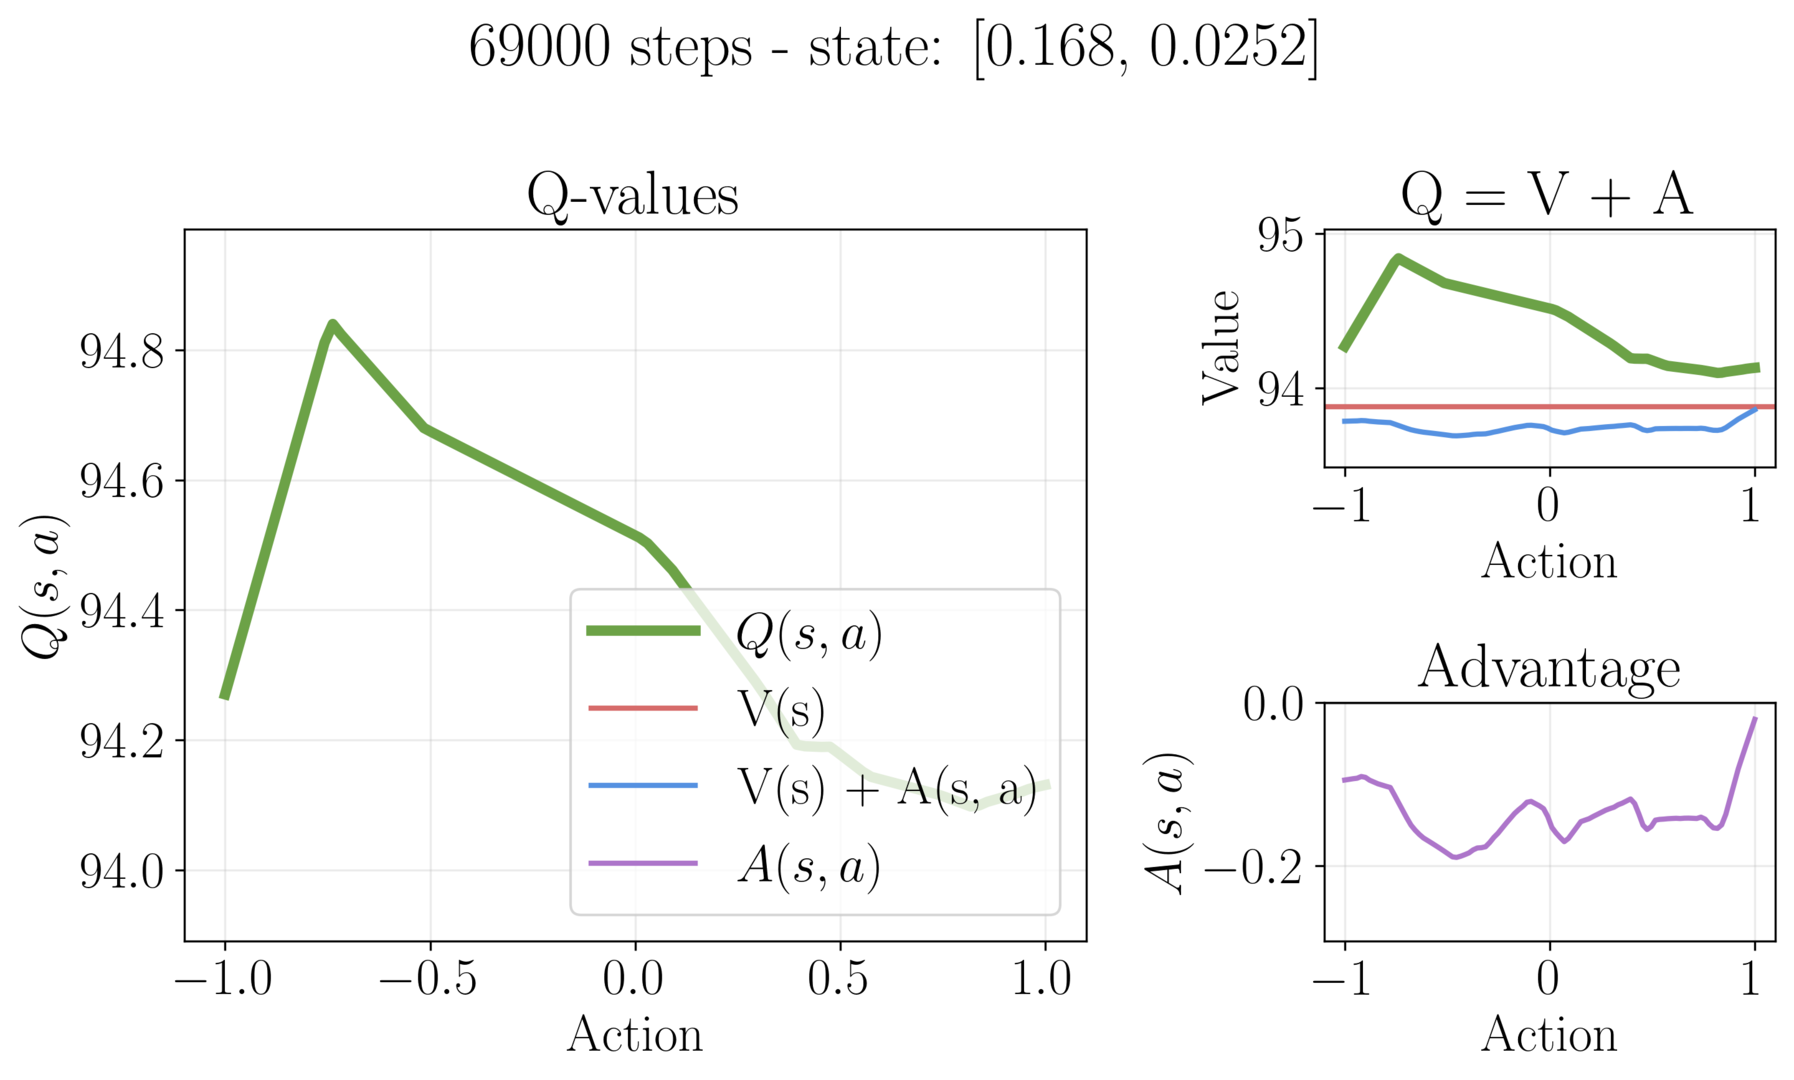 69000 steps - state: [0.168, 0.0252]
Q-values
Q(s, a)
94.8
94.6
94.4
94.2
94.0
−1.0 −0.5 0.0 0.5 1.0
Action
Q(s, a)
V(s)
V(s) + A(s, a)
A(s, a)
Q = V + A
Value
95
94
−1 0 1
Action
Advantage
A(s, a)
0.0
−0.2
−1 0 1
Action